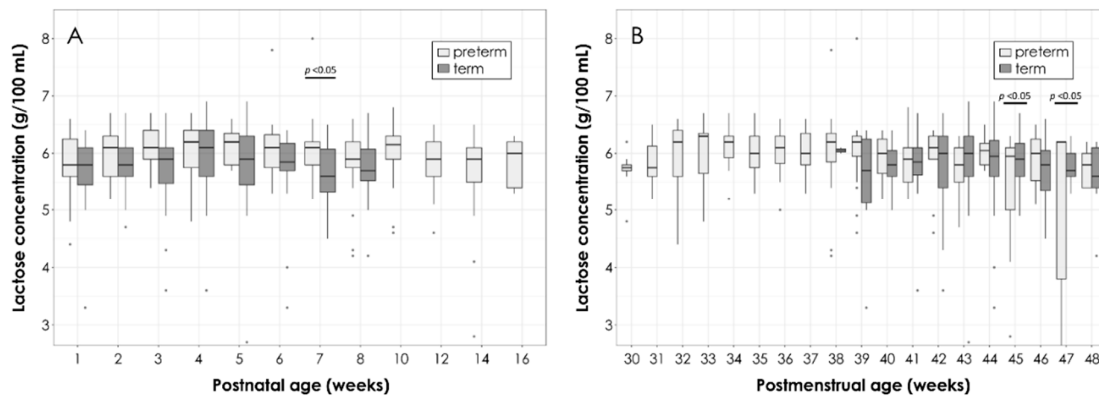 A
preterm
term
p <0.05
Lactose concentration (g/100 mL)
8
7
6
5
4
3
1 2 3 4 5 6 7 8 10 12 14 16
Postnatal age (weeks)
B
preterm
term
p <0.05 p <0.05
Lactose concentration (g/100 mL)
8
7
6
5
4
3
30 31 32 33 34 35 36 37 38 39 40 41 42 43 44 45 46 47 48
Postmenstrual age (weeks)